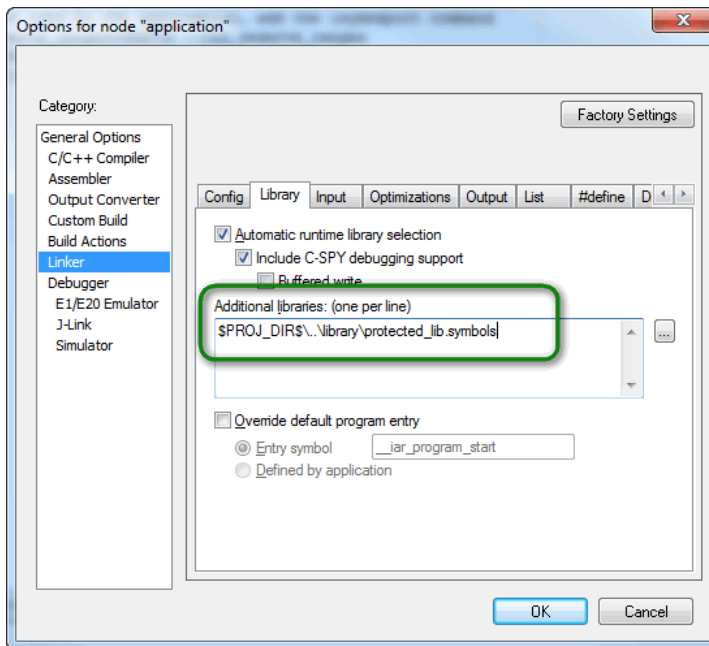 Options for node "application"
Category:
Factory Settings
General Options
C/C++ Compiler
Assembler
Output Converter
Custom Build
Build Actions
Linker
Debugger
E1/E20 Emulator
J-Link
Simulator
Config Library Input Optimizations Output List #define D
Automatic runtime library selection
Include C-SPY debugging support
Buffered write
Additional libraries: (one per line)
$PROJ_DIR$\..\library\protected_lib.symbols
...
Override default program entry
Entry symbol __iar_program_start
Defined by application
OK Cancel